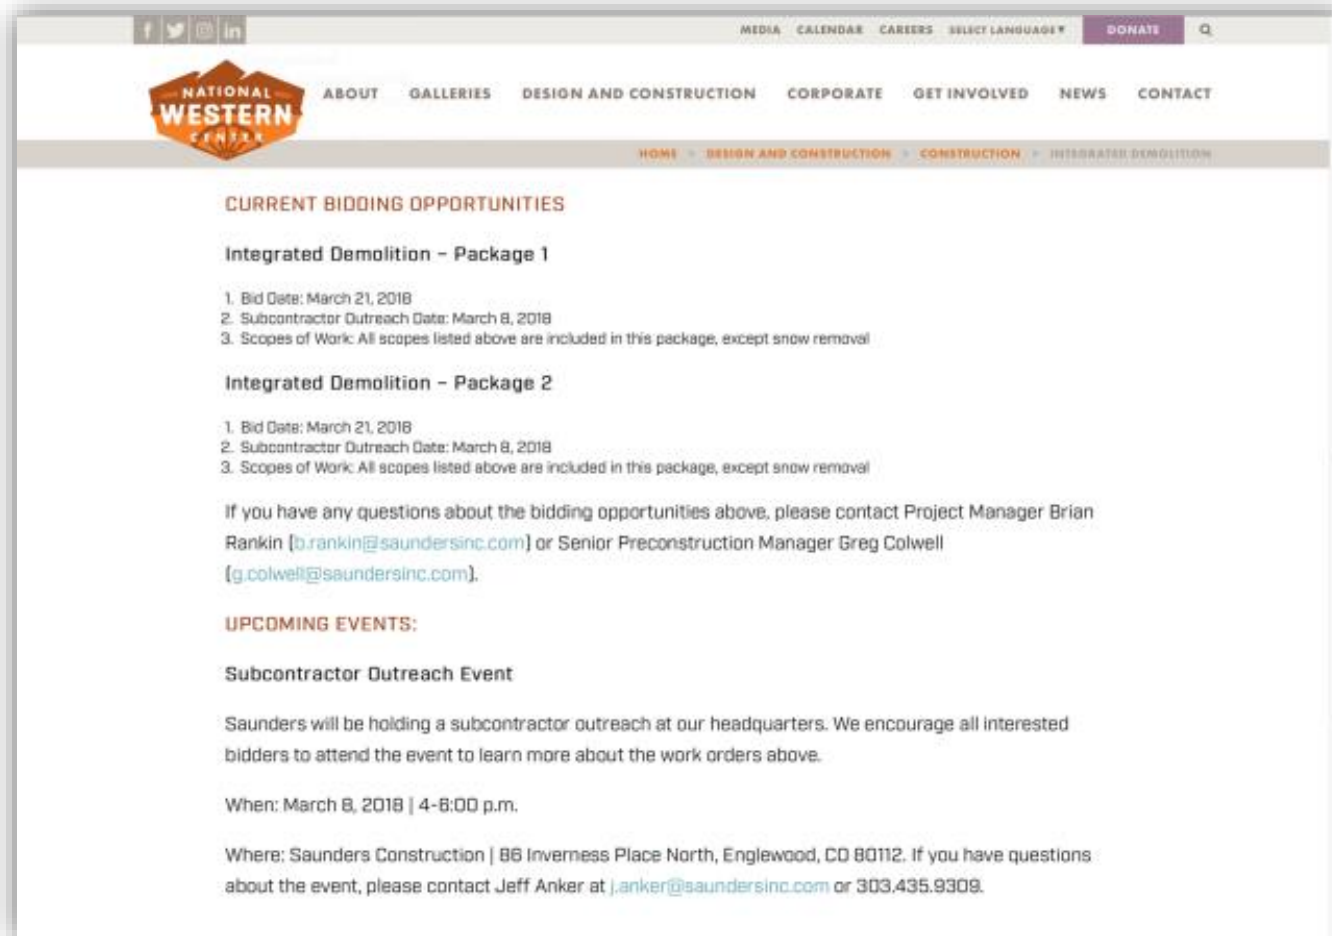 f in
MEDIA CALENDAR CAREERS SELECT LANGUAGE▼ DONATE
NATIONAL
WESTERN
CENTER
ABOUT GALLERIES DESIGN AND CONSTRUCTION CORPORATE GET INVOLVED NEWS CONTACT
HOME > DESIGN AND CONSTRUCTION > CONSTRUCTION > INTEGRATED DEMOLITION
CURRENT BIDDING OPPORTUNITIES
Integrated Demolition – Package 1
1. Bid Date: March 21, 2018
2. Subcontractor Outreach Date: March 8, 2018
3. Scopes of Work: All scopes listed above are included in this package, except snow removal
Integrated Demolition – Package 2
1. Bid Date: March 21, 2018
2. Subcontractor Outreach Date: March 8, 2018
3. Scopes of Work: All scopes listed above are included in this package, except snow removal
If you have any questions about the bidding opportunities above, please contact Project Manager Brian
Rankin (b.rankin@saundersinc.com) or Senior Preconstruction Manager Greg Colwell
(g.colwell@saundersinc.com).
UPCOMING EVENTS:
Subcontractor Outreach Event
Saunders will be holding a subcontractor outreach at our headquarters. We encourage all interested
bidders to attend the event to learn more about the work orders above.
When: March 8, 2018 | 4-6:00 p.m.
Where: Saunders Construction | 86 Inverness Place North, Englewood, CO 80112. If you have questions
about the event, please contact Jeff Anker at j.anker@saundersinc.com or 303.435.9309.